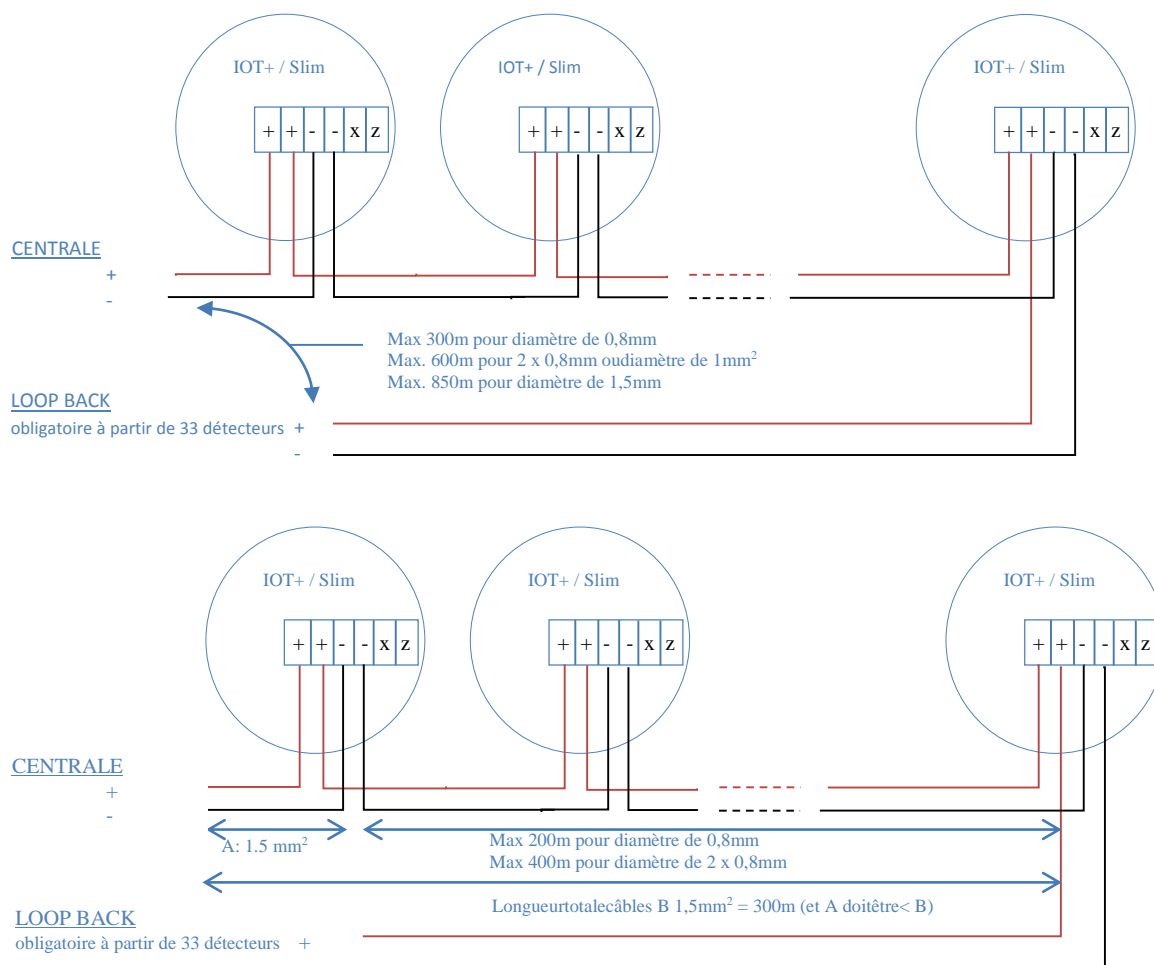 IOT+ / Slim
IOT+ / Slim
IOT+ / Slim
+ + - - x z
+ + - - x z
+ + - - x z
CENTRALE
+
-
Max 300m pour diamètre de 0,8mm
Max. 600m pour 2 x 0,8mm oudiamètre de 1mm²
Max. 850m pour diamètre de 1,5mm
LOOP BACK
obligatoire à partir de 33 détecteurs +
-
IOT+ / Slim
IOT+ / Slim
IOT+ / Slim
+ + - - x z
+ + - - x z
+ + - - x z
CENTRALE
+
-
A: 1.5 mm²
Max 200m pour diamètre de 0,8mm
Max 400m pour diamètre de 2 x 0,8mm
Longueurtotalecâbles B 1,5mm² = 300m (et A doitêtre< B)
LOOP BACK
obligatoire à partir de 33 détecteurs +